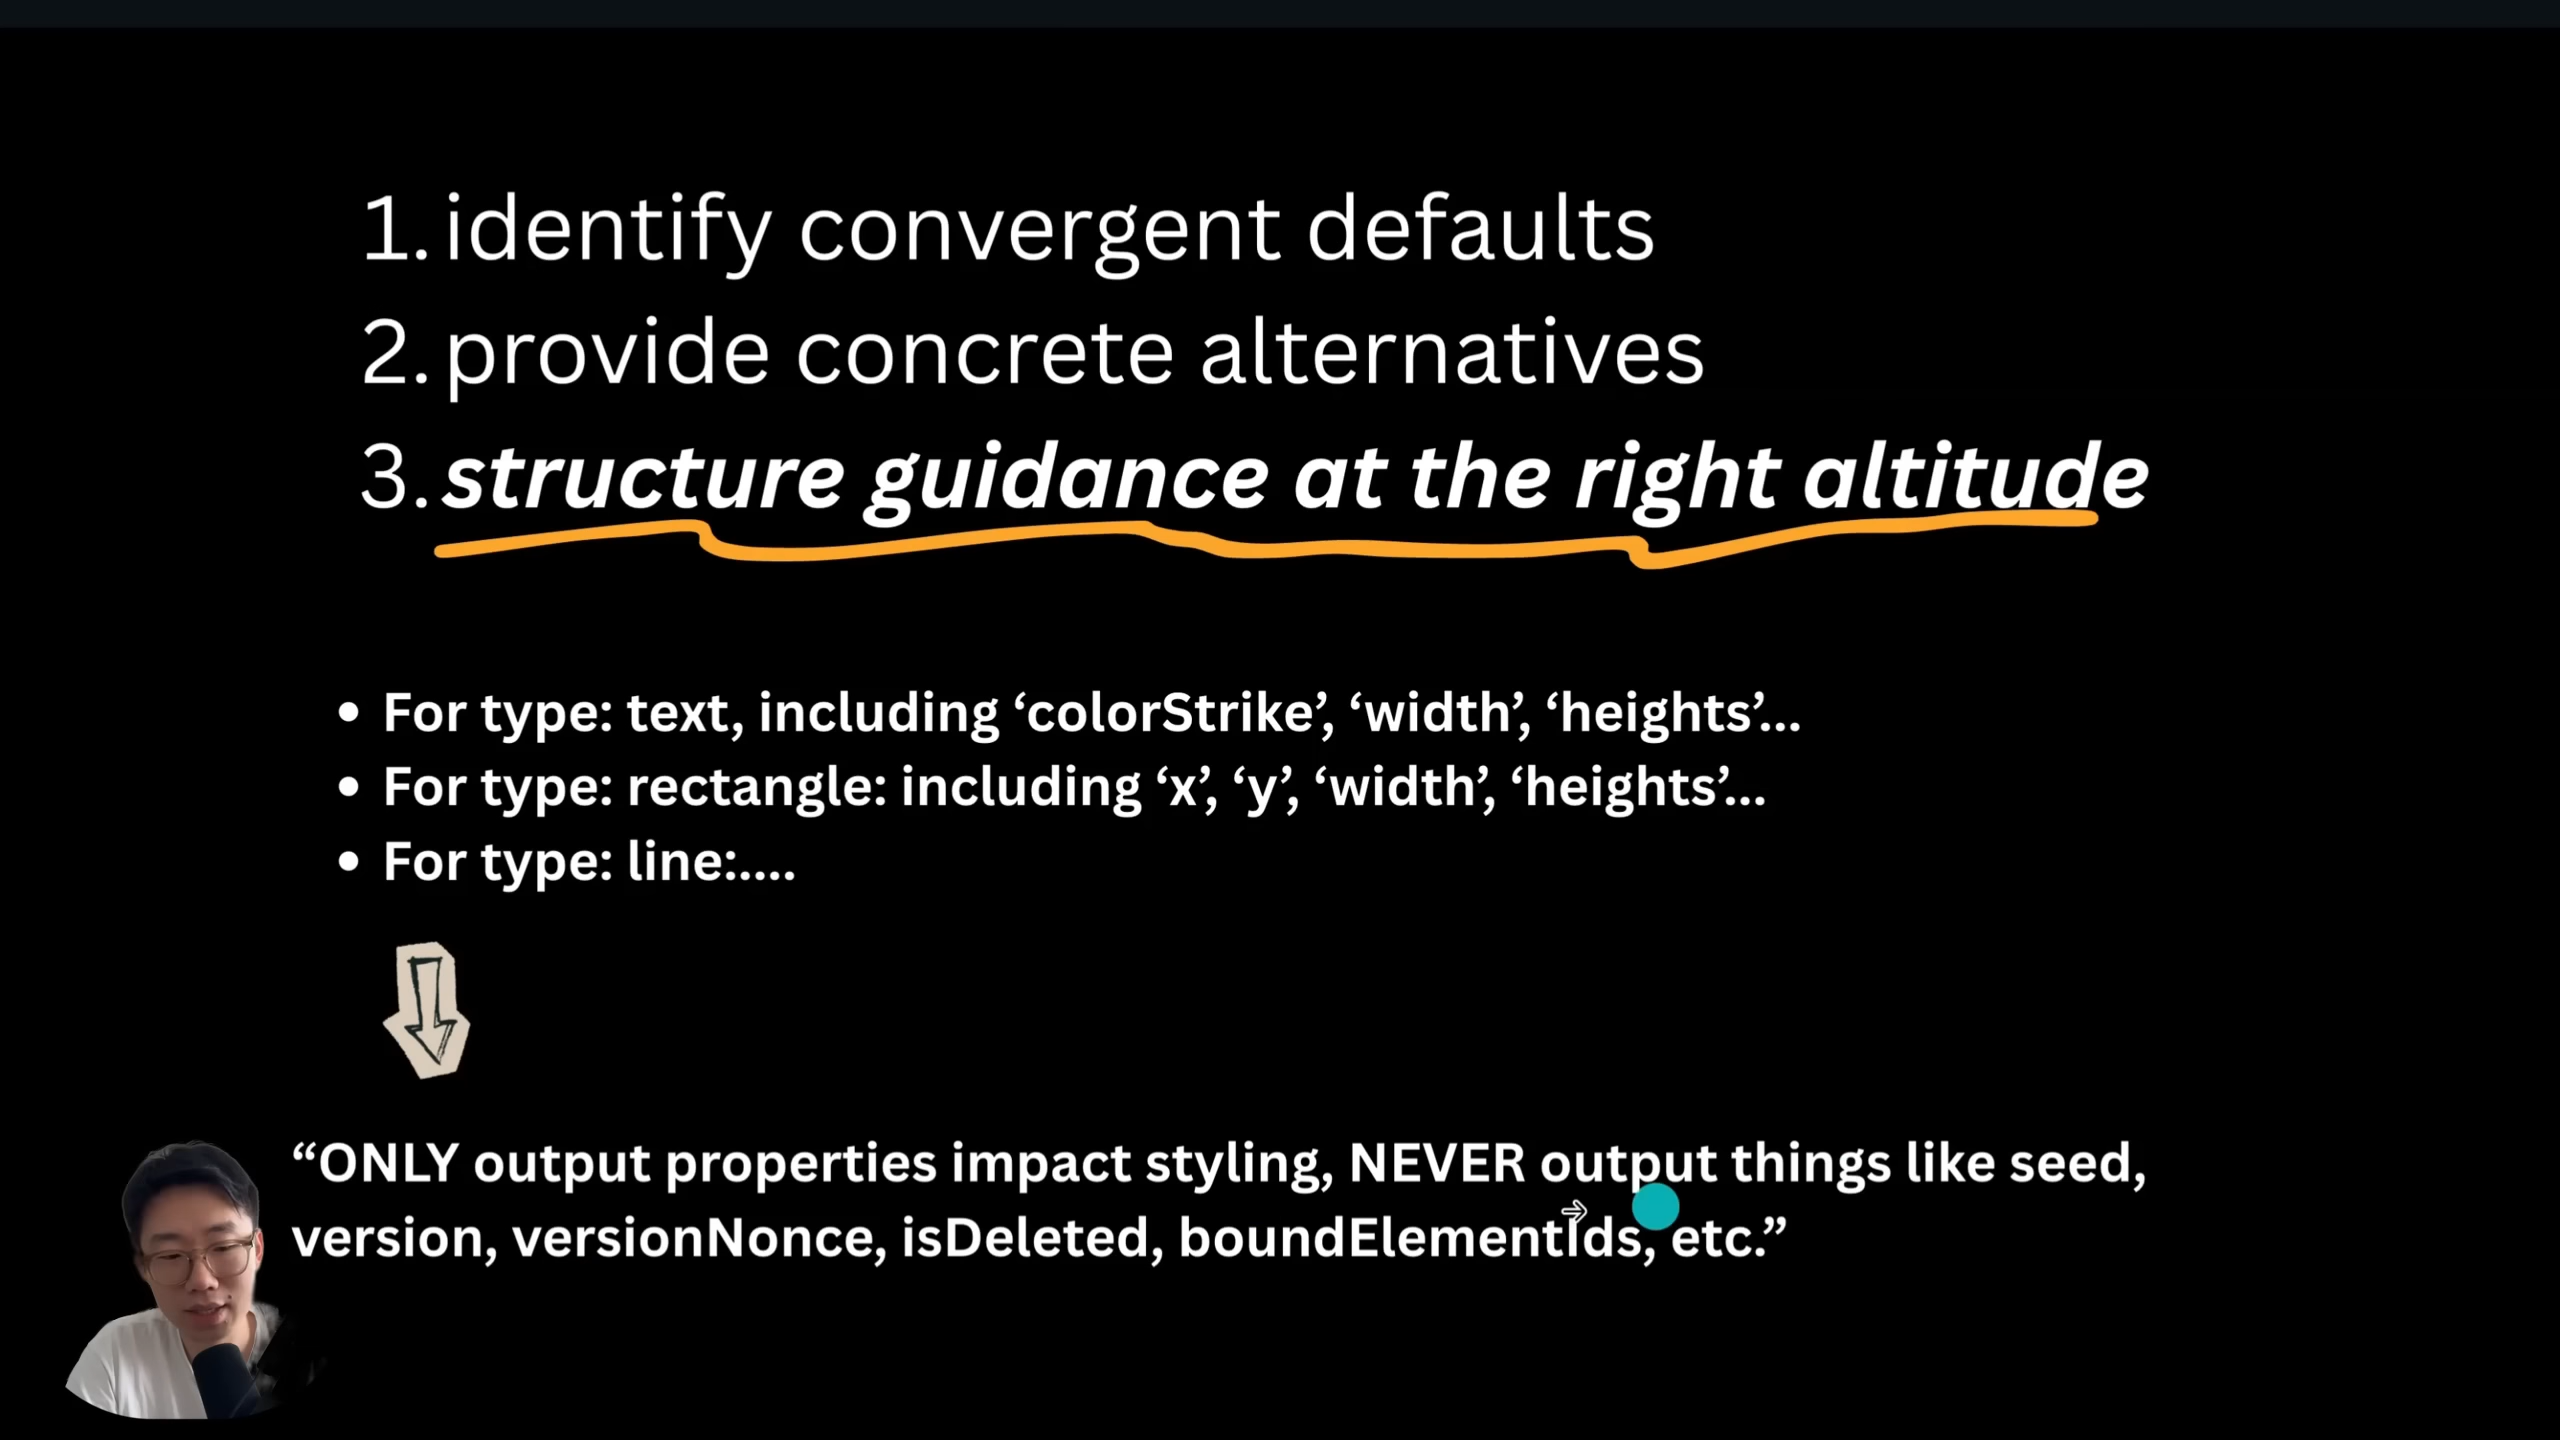 1. identify convergent defaults
2. provide concrete alternatives
3. structure guidance at the right altitude
• For type: text, including ‘colorStrike’, ‘width’, ‘heights’...
• For type: rectangle: including ‘x’, ‘y’, ‘width’, ‘heights’...
• For type: line:....
“ONLY output properties impact styling, NEVER output things like seed,
version, versionNonce, isDeleted, boundElementIds, etc.”